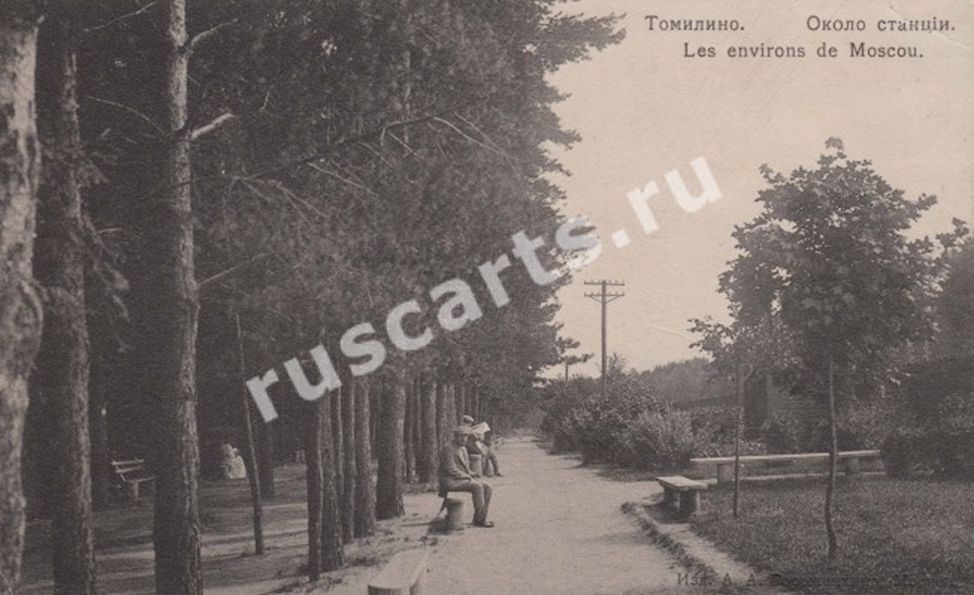 Томилино. Около станціи.
Les environs de Moscou.
ruscarts.ru
Изд. А. А.